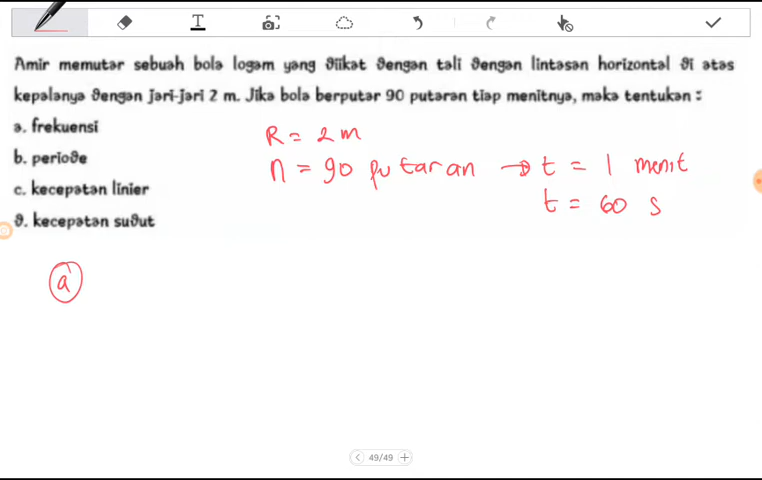 T
Amir memutar sebuah bola logam yang diikat dengan tali dengan lintasan horizontal di atas
kepalanya dengan jari-jari 2 m. Jika bola berputar 90 putaran tiap menitnya, maka tentukan :
a. frekuensi
b. periode
c. kecepatan linier
d. kecepatan sudut
R = 2 m
n = 90 putaran → t = 1 menit
t = 60 s
a
49/49